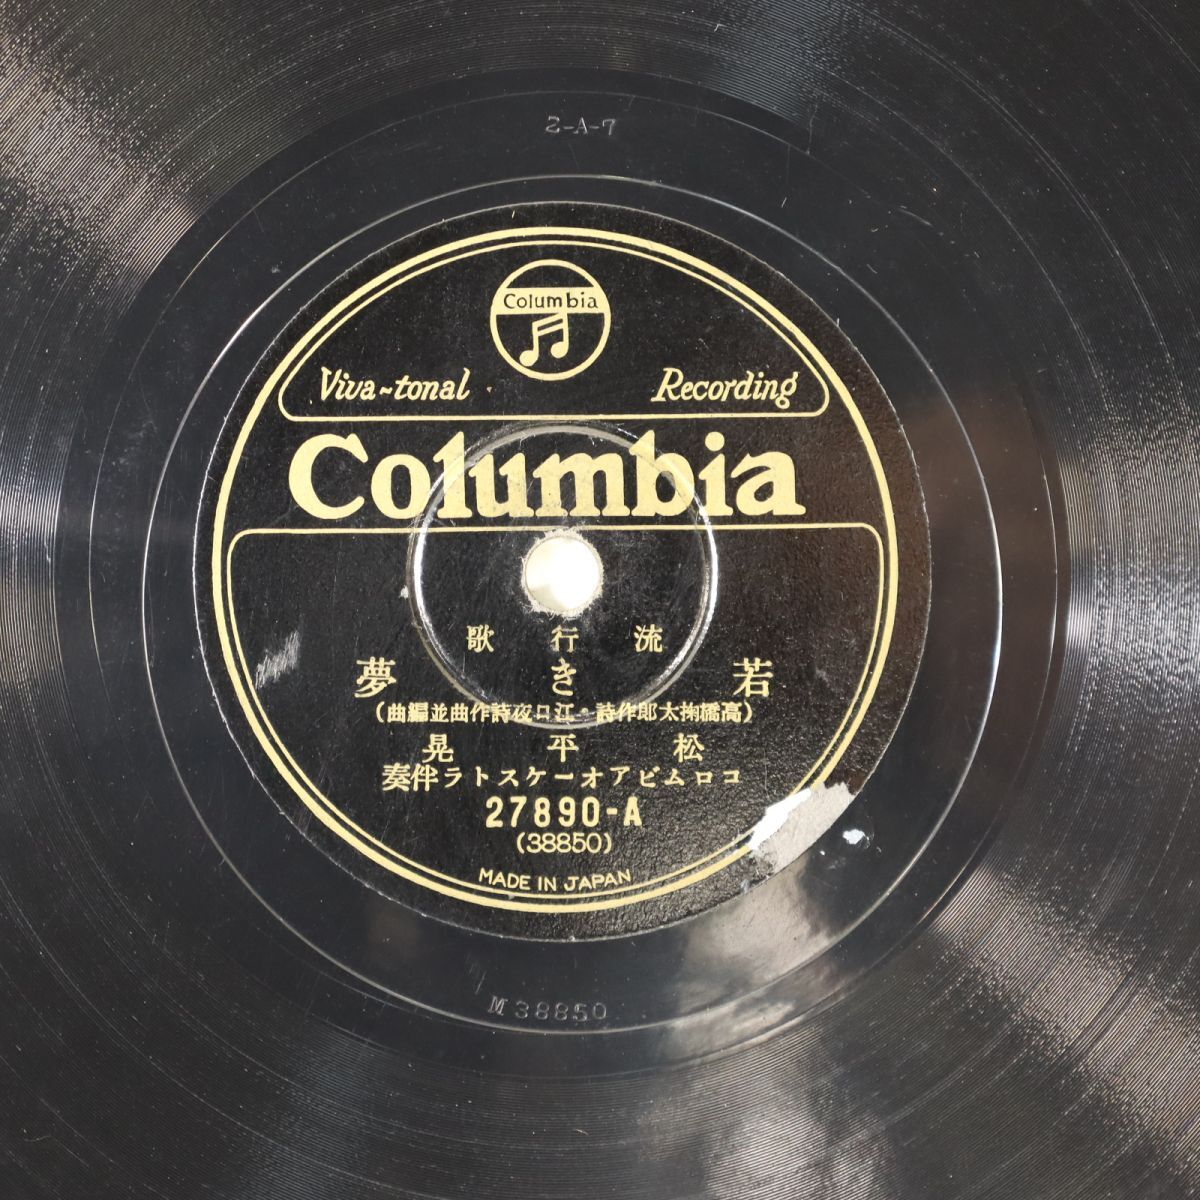 2-A-7
Columbia
Viva-tonal Recording
Columbia
流行歌
若き夢
(高橋掬太郎作詩・江口夜詩作曲並編曲)
松平晃
コロムビアオーケストラ伴奏
27890-A
(38850)
MADE IN JAPAN
M38850